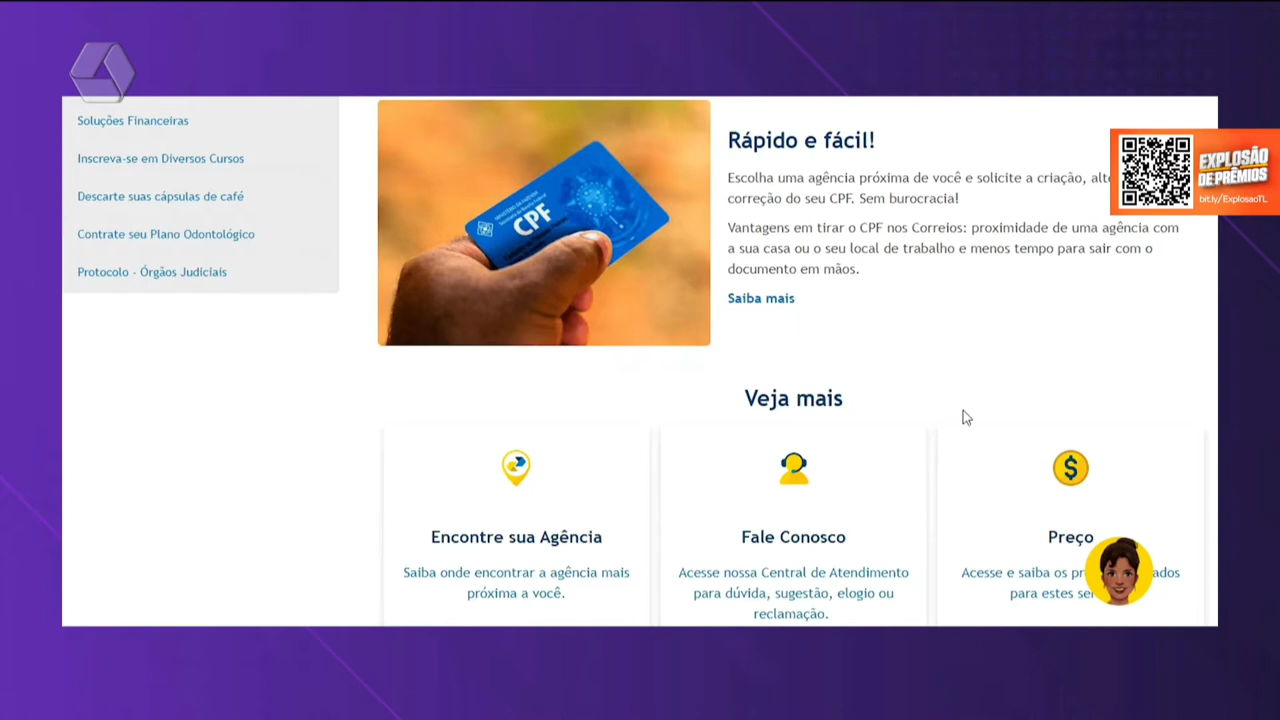 Soluções Financeiras
Inscreva-se em Diversos Cursos
Descarte suas cápsulas de café
Contrate seu Plano Odontológico
Protocolo - Órgãos Judiciais
CPF
Rápido e fácil!
Escolha uma agência próxima de você e solicite a criação,
correção do seu CPF. Sem burocracia!
Vantagens em tirar o CPF nos Correios: proximidade de uma agência com
a sua casa ou o seu local de trabalho e menos tempo para sair com o
documento em mãos.
Saiba mais
EXPLOSÃO
DE PRÊMIOS
bit.ly/ExplosaoTL
Veja mais
Encontre sua Agência
Saiba onde encontrar a agência mais
próxima a você.
Fale Conosco
Acesse nossa Central de Atendimento
para dúvida, sugestão, elogio ou
reclamação.
Preço
Acesse e saiba os
para estes